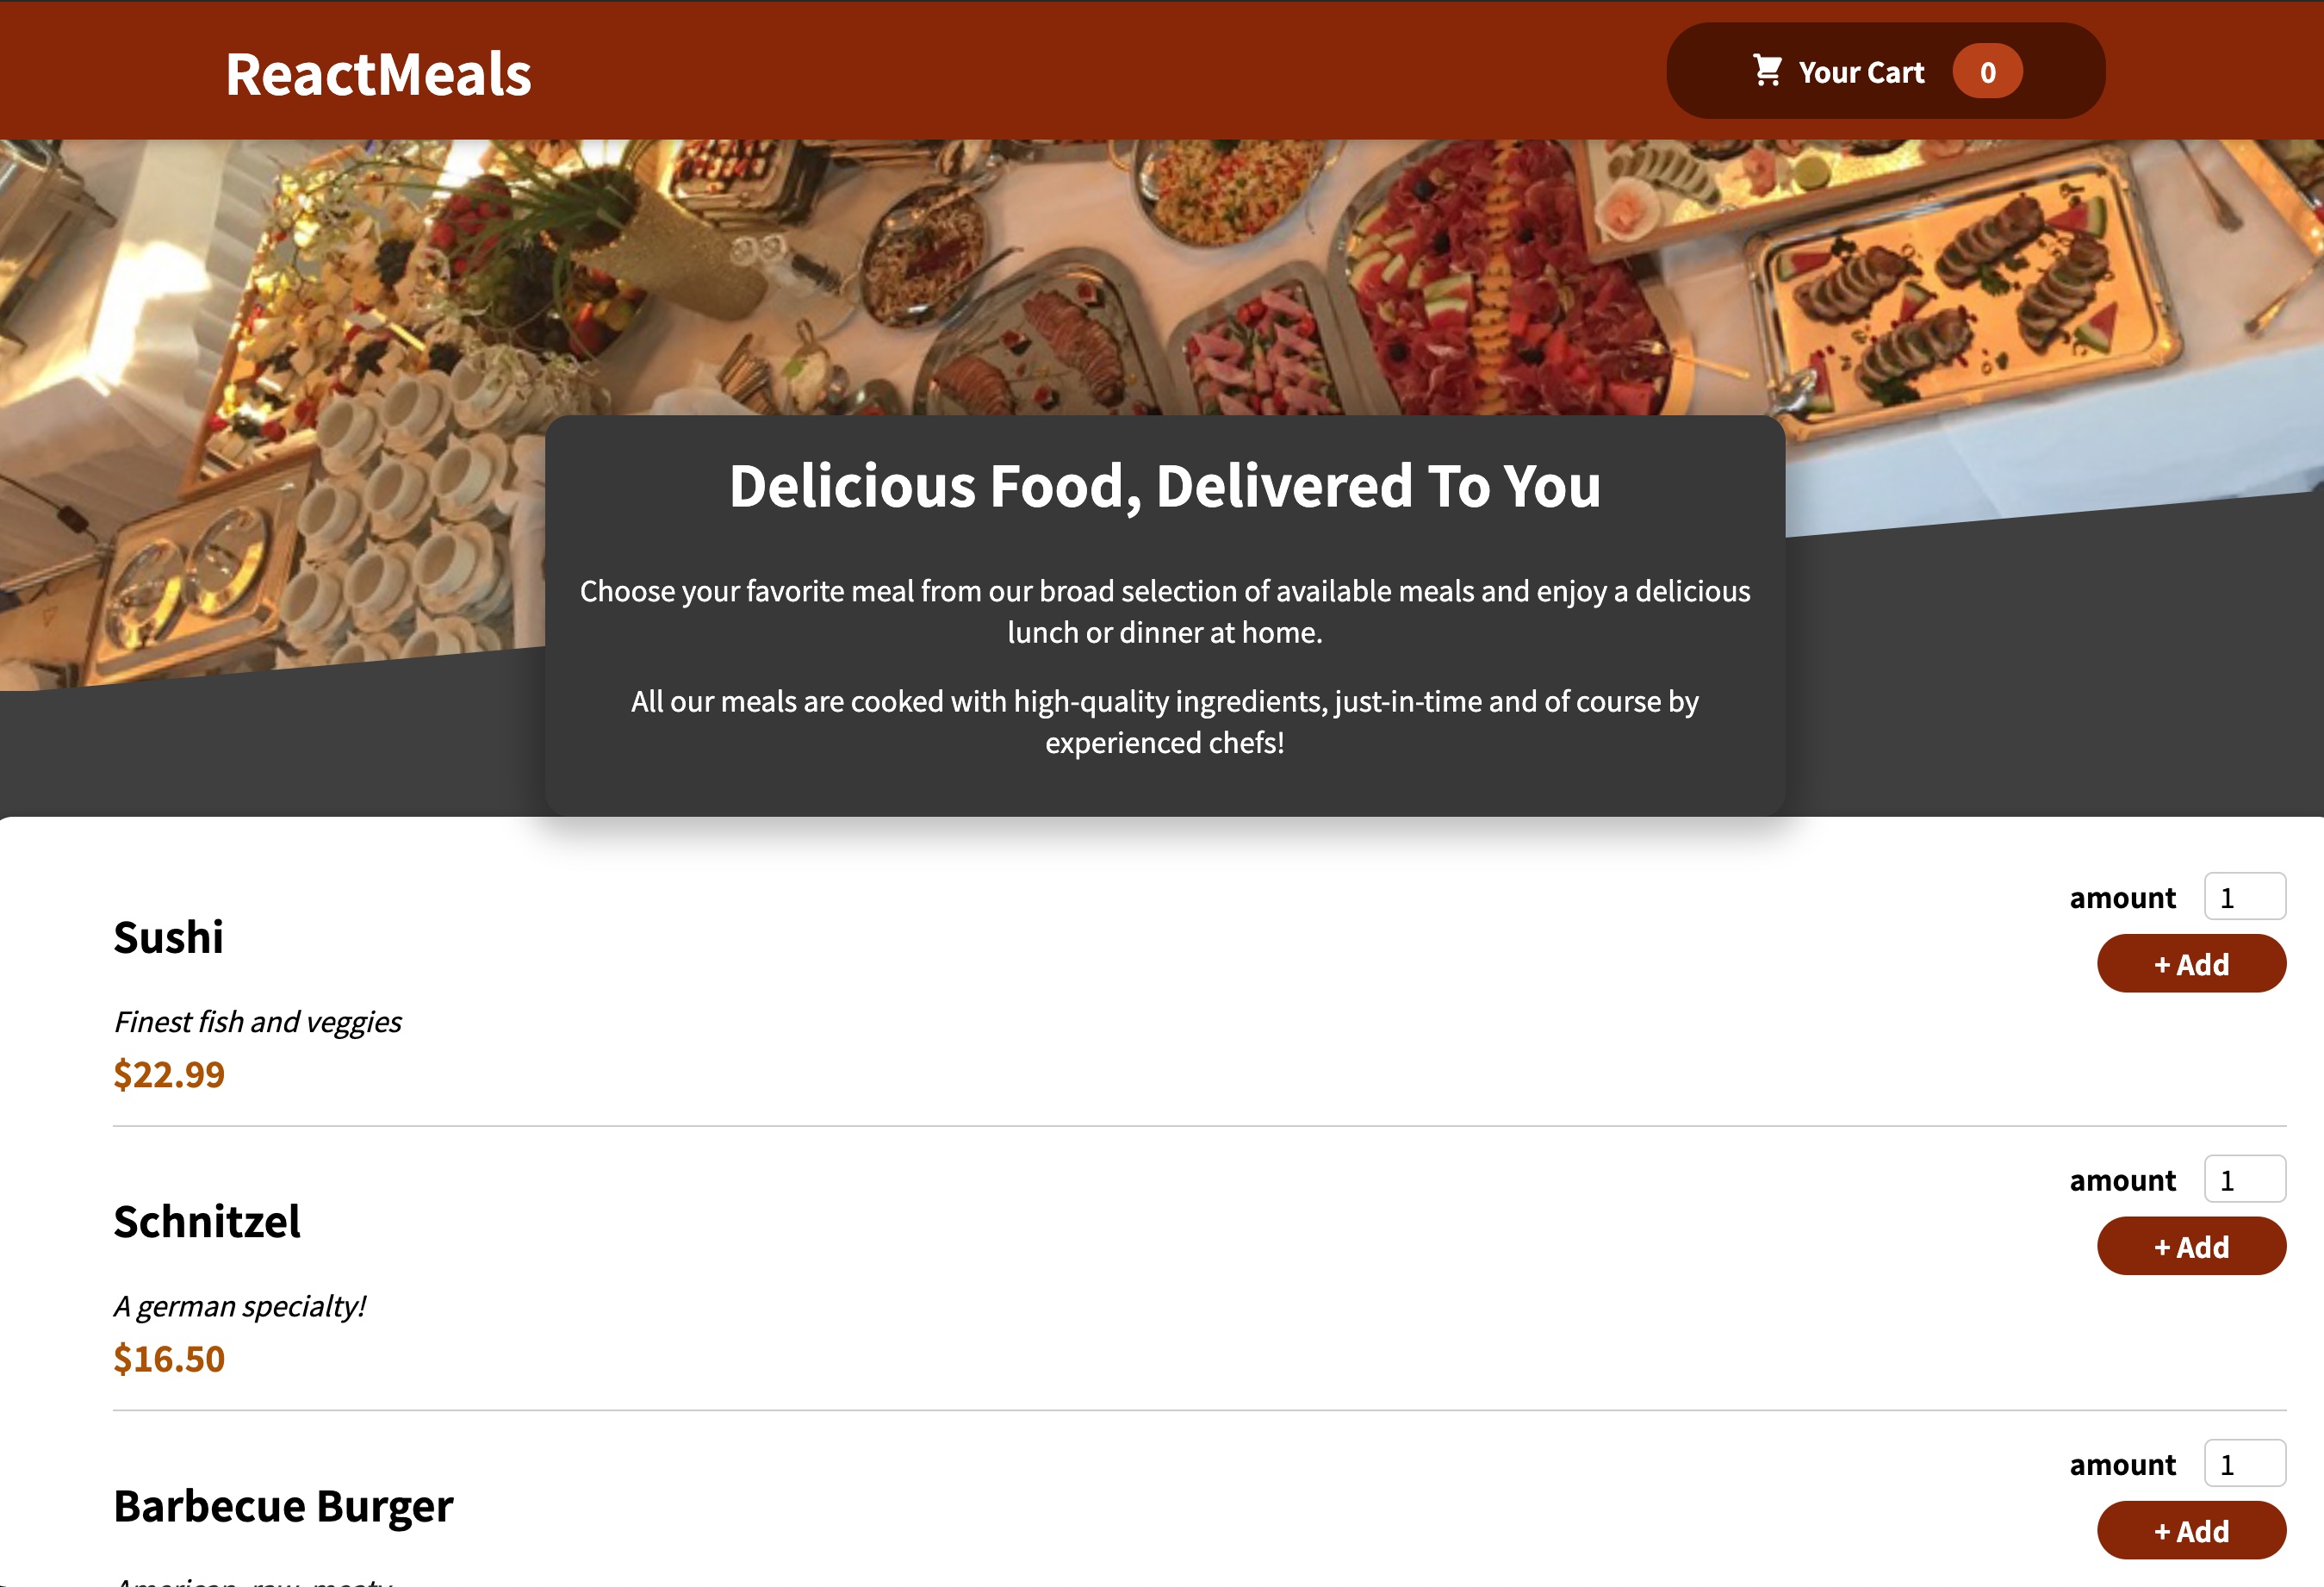 ReactMeals
Your Cart 0
Delicious Food, Delivered To You
Choose your favorite meal from our broad selection of available meals and enjoy a delicious
lunch or dinner at home.
All our meals are cooked with high-quality ingredients, just-in-time and of course by
experienced chefs!
amount 1
Sushi
+ Add
Finest fish and veggies
$22.99
amount 1
Schnitzel
+ Add
A german specialty!
$16.50
amount 1
Barbecue Burger
+ Add
American, raw, meaty